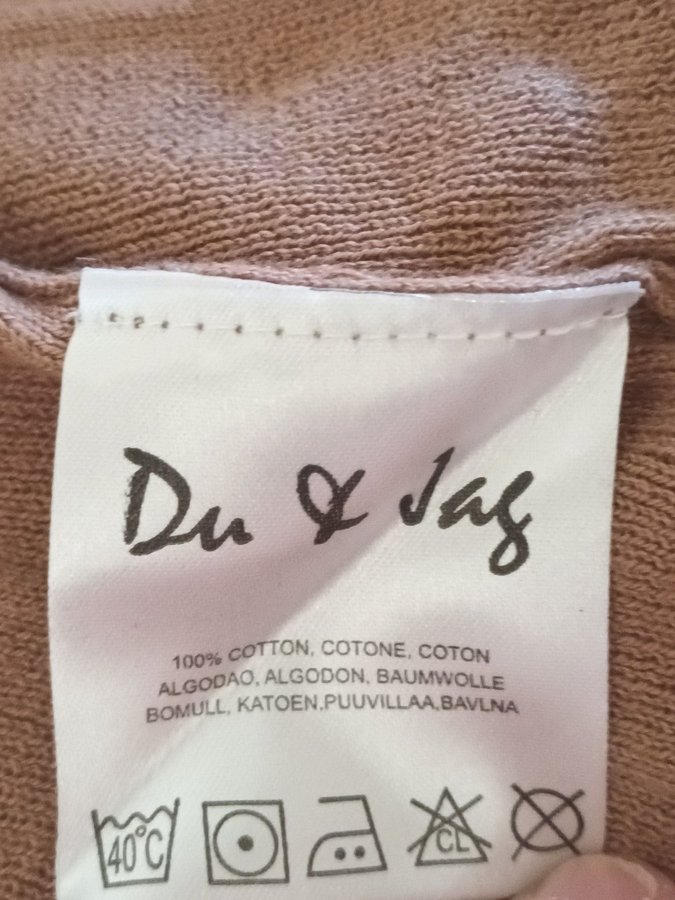 Du & Jag
100% COTTON, COTONE, COTON
ALGODAO, ALGODON, BAUMWOLLE
BOMULL, KATOEN,PUUVILLAA,BAVLNA
40°C CL